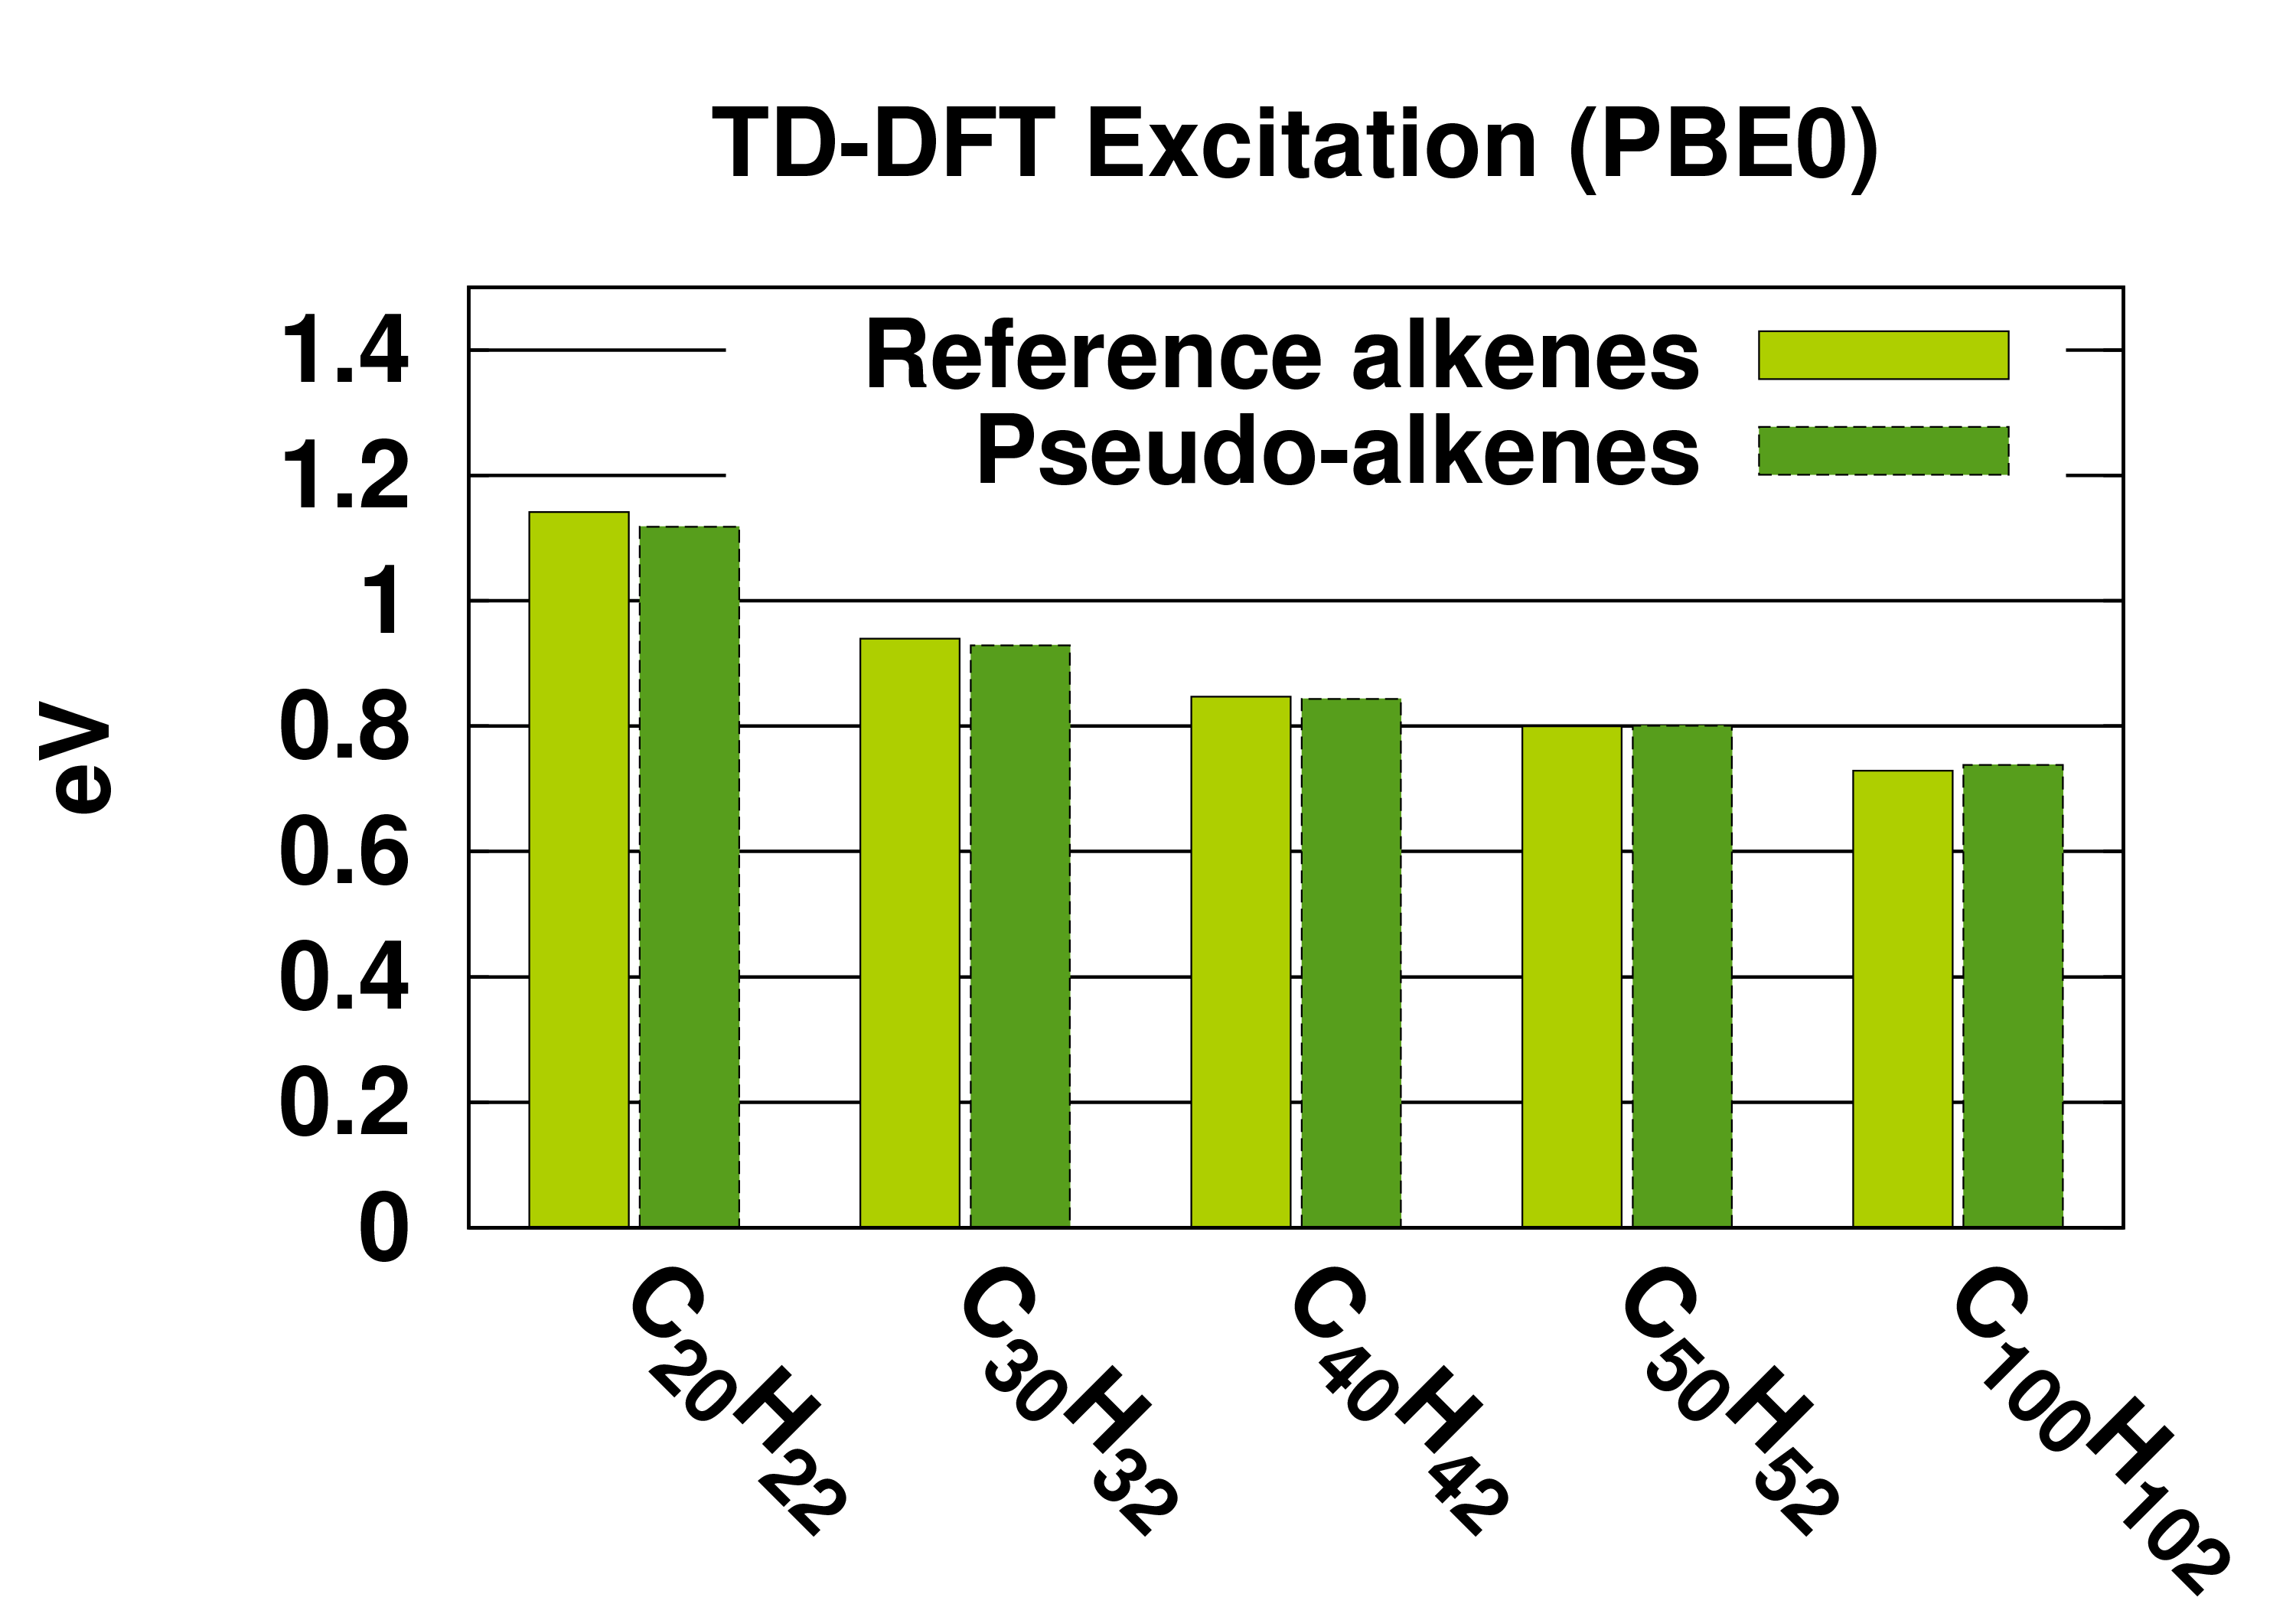 TD-DFT Excitation (PBE0)
Reference alkenes
Pseudo-alkenes
1.4
1.2
1
0.8
0.6
0.4
0.2
0
eV
C₂₀H₂₂
C₃₀H₃₂
C₄₀H₄₂
C₅₀H₅₂
C₁₀₀H₁₀₂